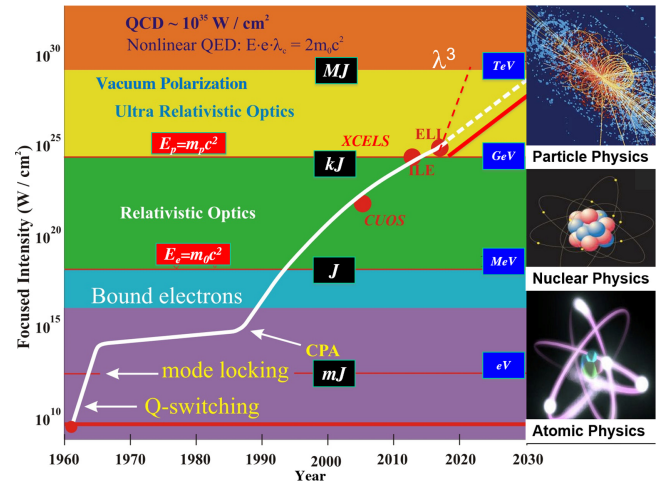 QCD ~ 10³⁵ W / cm²
Nonlinear QED: E·e·λc = 2m₀c²
10³⁰
MJ
TeV
λ³
Vacuum Polarization
Ultra Relativistic Optics
10²⁵
Eₚ=mₚc²
XCELS
ELI
ILE
kJ
GeV
Particle Physics
Relativistic Optics
CUOS
10²⁰
Eₑ=m₀c²
J
MeV
Nuclear Physics
Bound electrons
10¹⁵
CPA
mode locking
mJ
eV
Q-switching
10¹⁰
Atomic Physics
Focused Intensity (W / cm²)
1960
1970
1980
1990
2000
2010
2020
2030
Year